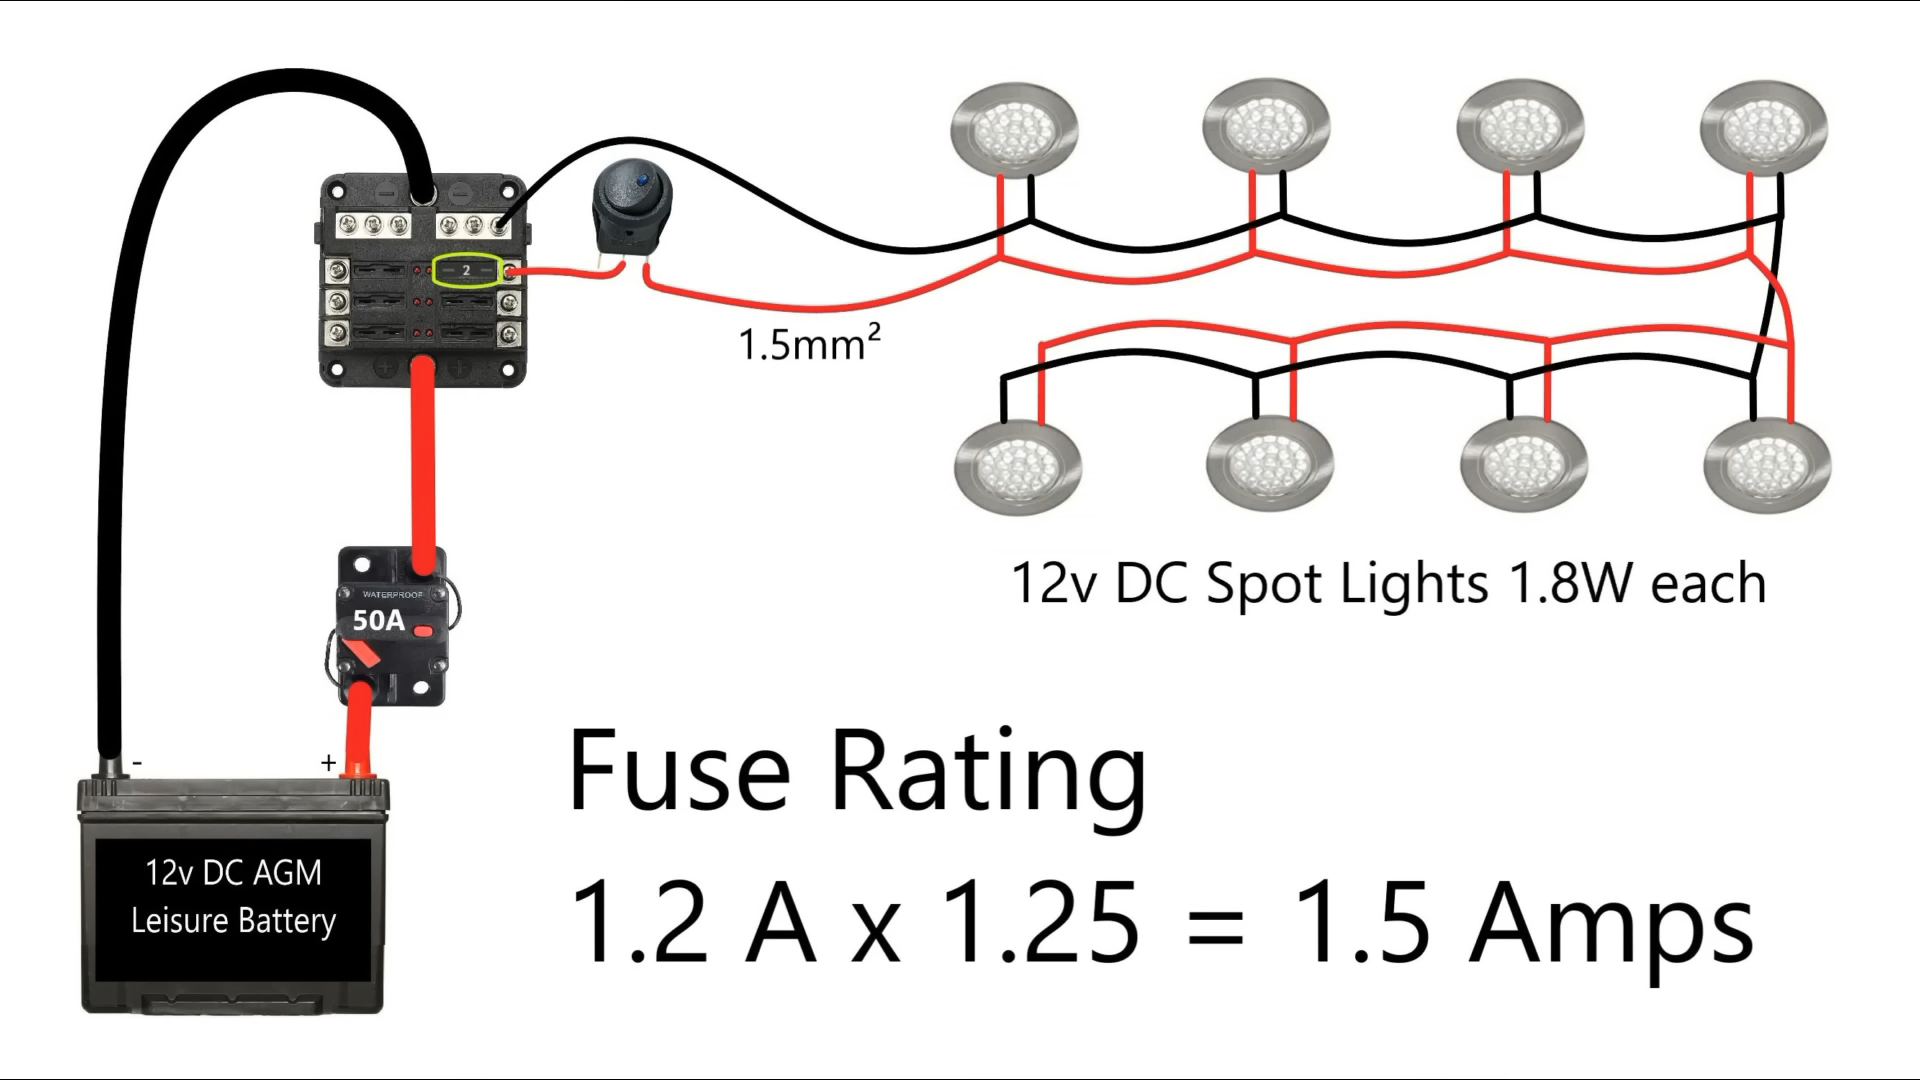 2
1.5mm²
12v DC Spot Lights 1.8W each
WATERPROOF
50A
- +
12v DC AGM
Leisure Battery
Fuse Rating
1.2 A x 1.25 = 1.5 Amps